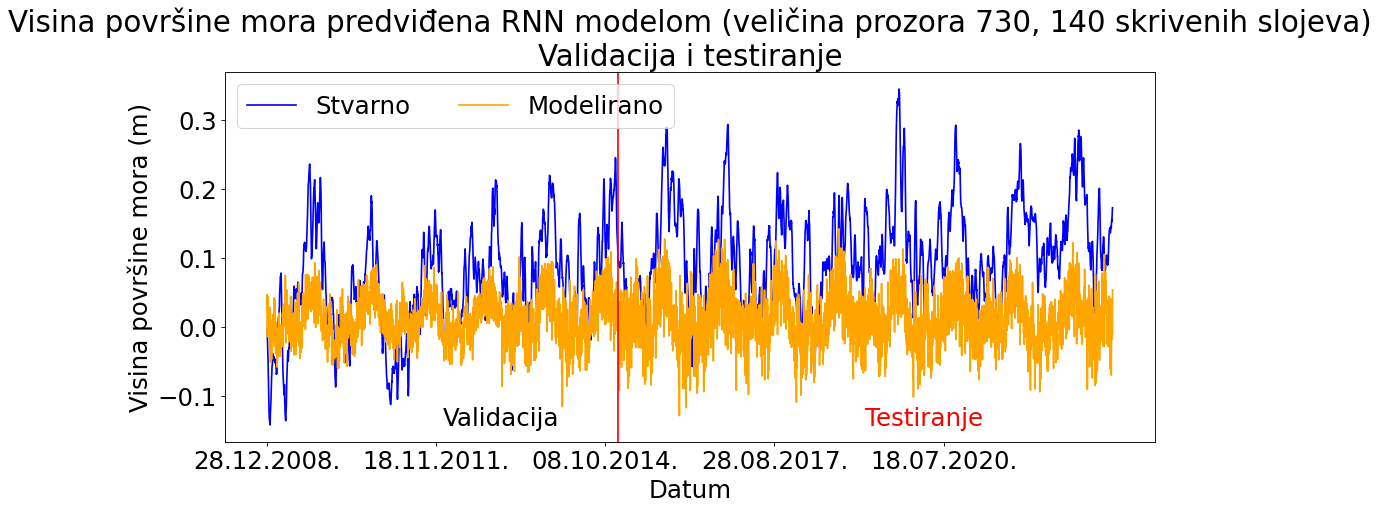 Visina površine mora predviđena RNN modelom (veličina prozora 730, 140 skrivenih slojeva)
Validacija i testiranje
Stvarno
Modelirano
Visina površine mora (m)
0.3
0.2
0.1
0.0
−0.1
Validacija
Testiranje
28.12.2008.
18.11.2011.
08.10.2014.
28.08.2017.
18.07.2020.
Datum